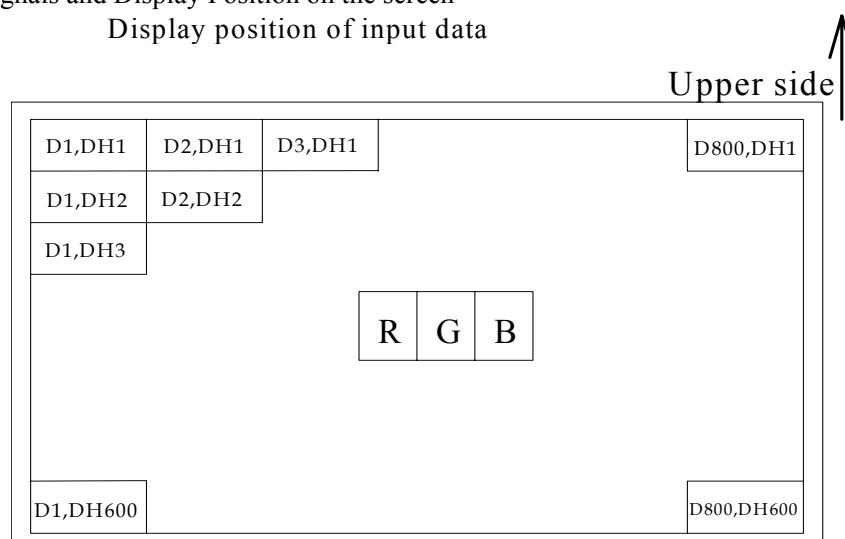 gnals and Display Position on the screen
Display position of input data
Upper side
D1,DH1 D2,DH1 D3,DH1 D800,DH1
D1,DH2 D2,DH2
D1,DH3
R G B
D1,DH600 D800,DH600